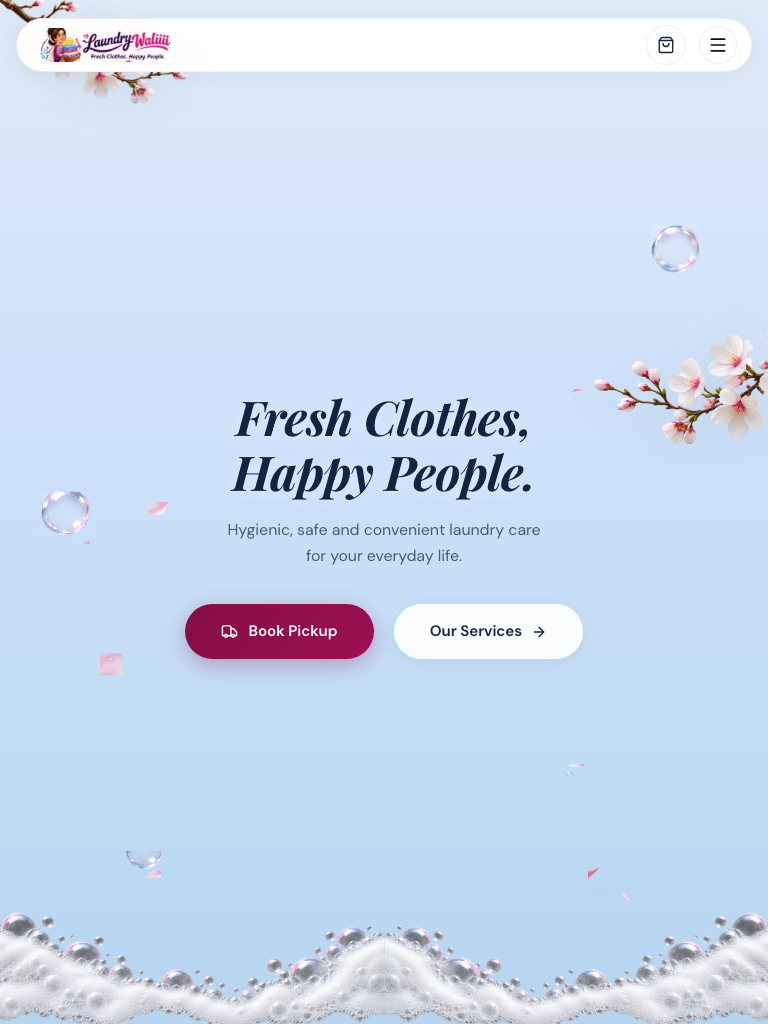 LaundryWaliiii
Fresh Clothes. Happy People.
Fresh Clothes,
Happy People.
Hygienic, safe and convenient laundry care
for your everyday life.
Book Pickup
Our Services